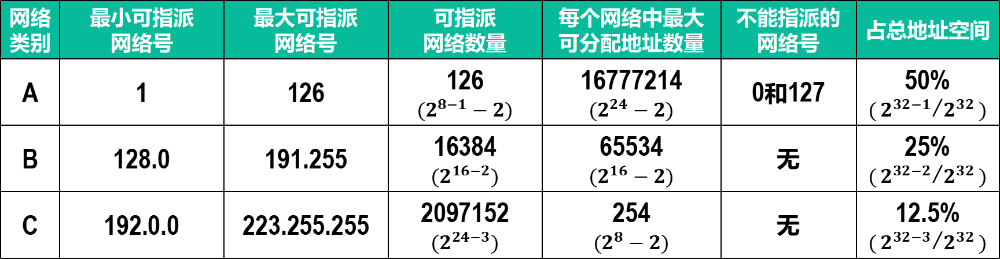 网络类别 最小可指派网络号 最大可指派网络号 可指派网络数量 每个网络中最大可分配地址数量 不能指派的网络号 占总地址空间
A 1 126 126 (2^{8−1} − 2) 16777214 (2^{24} − 2) 0和127 50% (2^{32−1}/2^{32})
B 128.0 191.255 16384 (2^{16−2}) 65534 (2^{16} − 2) 无 25% (2^{32−2}/2^{32})
C 192.0.0 223.255.255 2097152 (2^{24−3}) 254 (2^{8} − 2) 无 12.5% (2^{32−3}/2^{32})